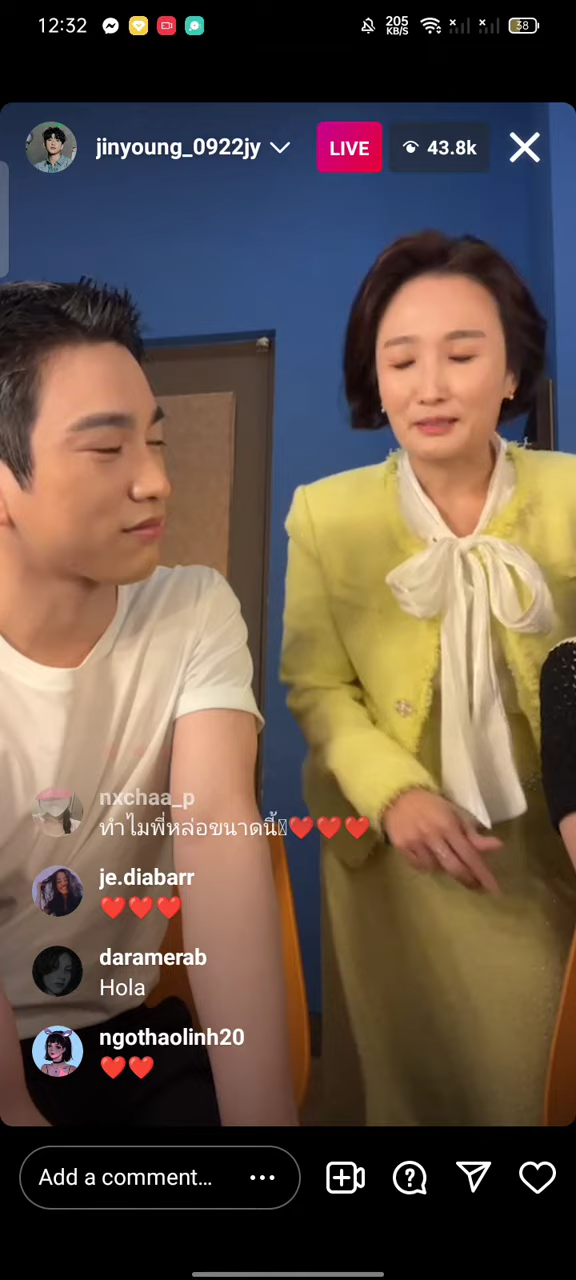 12:32
205
KB/S
38
jinyoung_0922jy
LIVE
43.8k
nxchaa_p
ทำไมพี่หล่อขนาดนี้❤️❤️❤️
je.diabarr
❤️❤️❤️
daramerab
Hola
ngothaolinh20
❤️❤️
Add a comment...